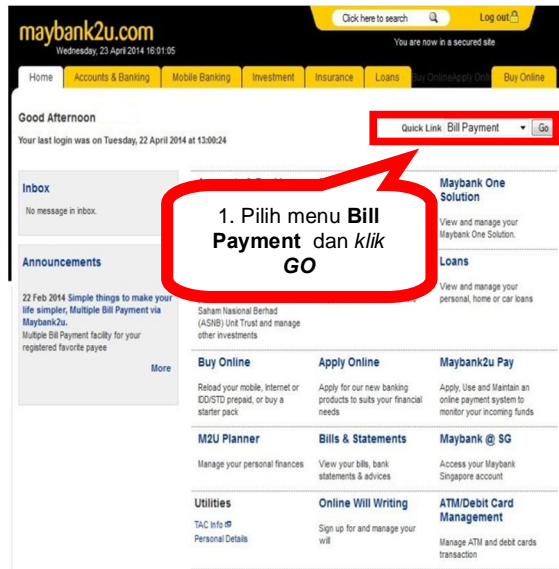 Click here to search
Log out
maybank2u.com
Wednesday, 23 April 2014 16:01:05
You are now in a secured site
Home
Accounts & Banking
Mobile Banking
Investment
Insurance
Loans
Buy Online
Good Afternoon
Your last login was on Tuesday, 22 April 2014 at 13:00:24
Quick Link Bill Payment
Go
Inbox
No message in inbox.
1. Pilih menu Bill
Payment dan klik
GO
Maybank One
Solution
View and manage your
Maybank One Solution.
Announcements
22 Feb 2014 Simple things to make your
life simpler, Multiple Bill Payment via
Maybank2u.
Multiple Bill Payment facility for your
registered favorite payee
More
Saham Nasional Berhad
(ASNB) Unit Trust and manage
other investments
Loans
View and manage your
personal, home or car loans
Buy Online
Reload your mobile, Internet or
IDD/STD prepaid, or buy a
starter pack
Apply Online
Apply for our new banking
products to suits your financial
needs
Maybank2u Pay
Apply, Use and Maintain an
online payment system to
monitor your incoming funds
M2U Planner
Manage your personal finances
Bills & Statements
View your bills, bank
statements & advices
Maybank @ SG
Access your Maybank
Singapore account
Utilities
TAC Info
Personal Details
Online Will Writing
Sign up for and manage your
will
ATM/Debit Card
Management
Manage ATM and debit cards
transaction